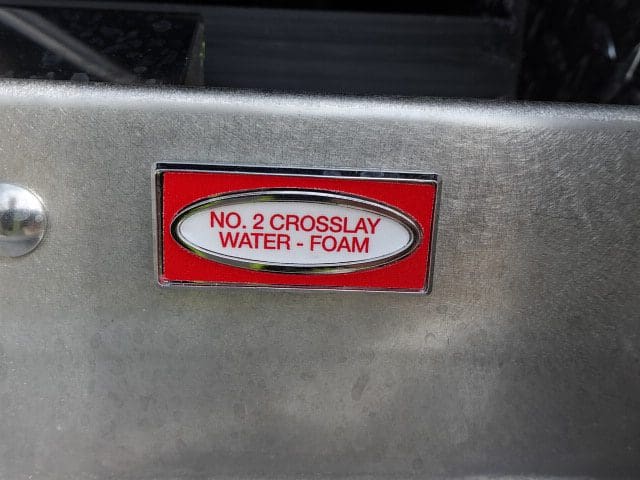 NO. 2 CROSSLAY
WATER - FOAM